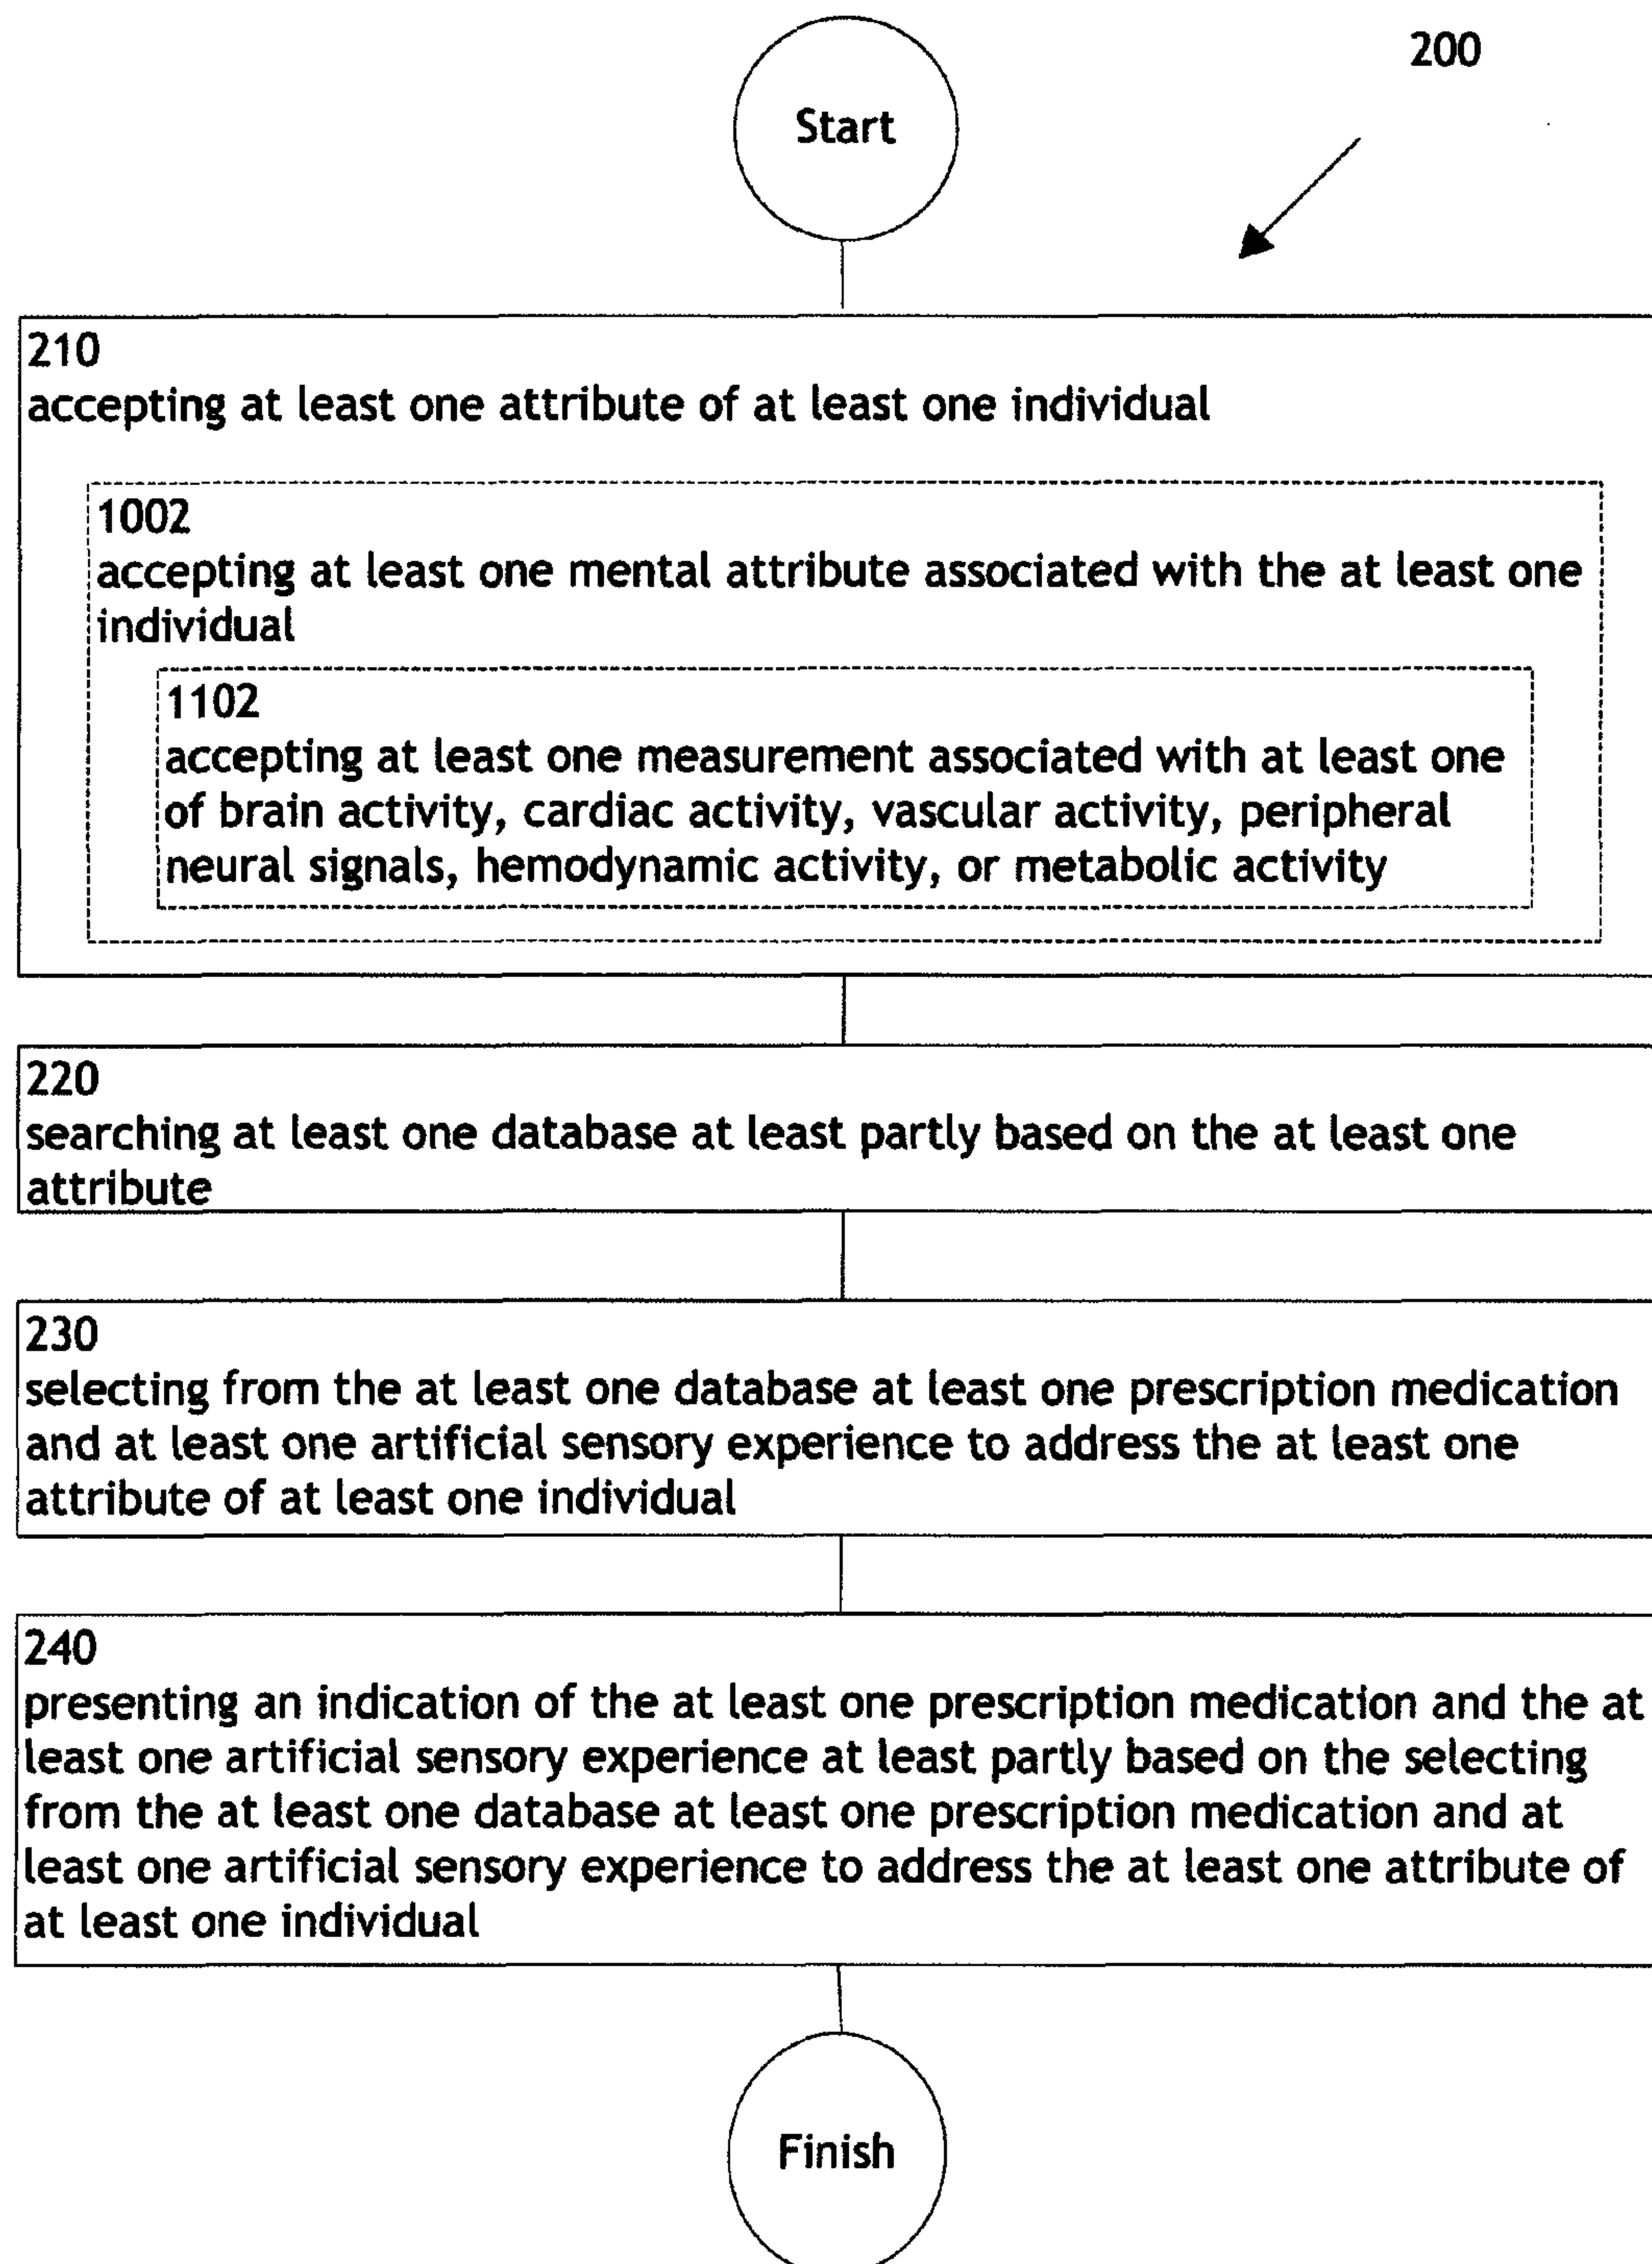 200
Start
210
accepting at least one attribute of at least one individual
1002
accepting at least one mental attribute associated with the at least one
individual
1102
accepting at least one measurement associated with at least one
of brain activity, cardiac activity, vascular activity, peripheral
neural signals, hemodynamic activity, or metabolic activity
220
searching at least one database at least partly based on the at least one
attribute
230
selecting from the at least one database at least one prescription medication
and at least one artificial sensory experience to address the at least one
attribute of at least one individual
240
presenting an indication of the at least one prescription medication and the at
least one artificial sensory experience at least partly based on the selecting
from the at least one database at least one prescription medication and at
least one artificial sensory experience to address the at least one attribute of
at least one individual
Finish